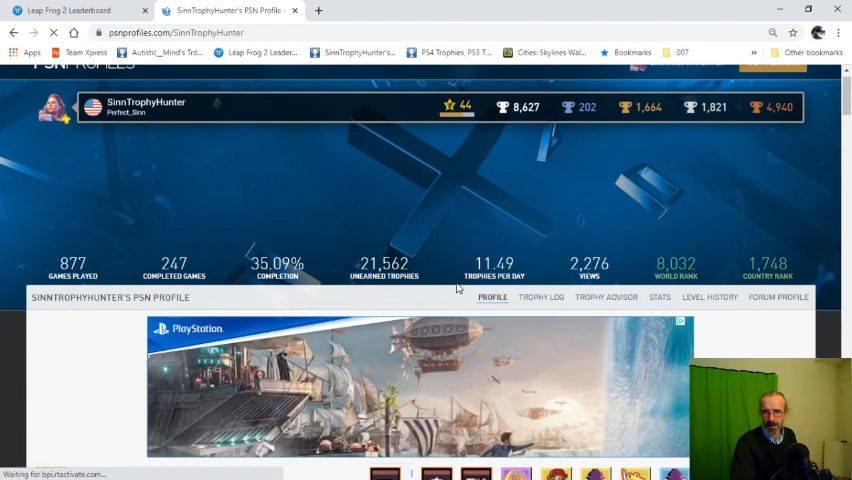 Leap Frog 2 Leaderboard
SinnTrophyHunter's PSN Profile -
psnprofiles.com/SinnTrophyHunter
Apps
Team Xpress
Autistic_Mind's Tro...
Leap Frog 2 Leader...
SinnTrophyHunter's...
PS4 Trophies, PS3 T...
Cities: Skylines Wal...
Bookmarks
007
Other bookmarks
PSNPROFILES
SinnTrophyHunter
Perfect_Sinn
44
8,627
202
1,664
1,821
4,940
877
247
35.09%
21,562
11.49
2,276
8,032
1,748
GAMES PLAYED
COMPLETED GAMES
COMPLETION
UNEARNED TROPHIES
TROPHIES PER DAY
VIEWS
WORLD RANK
COUNTRY RANK
SINNTROPHYHUNTER'S PSN PROFILE
PROFILE
TROPHY LOG
TROPHY ADVISOR
STATS
LEVEL HISTORY
FORUM PROFILE
PlayStation
Waiting for bpi.rtactivate.com...